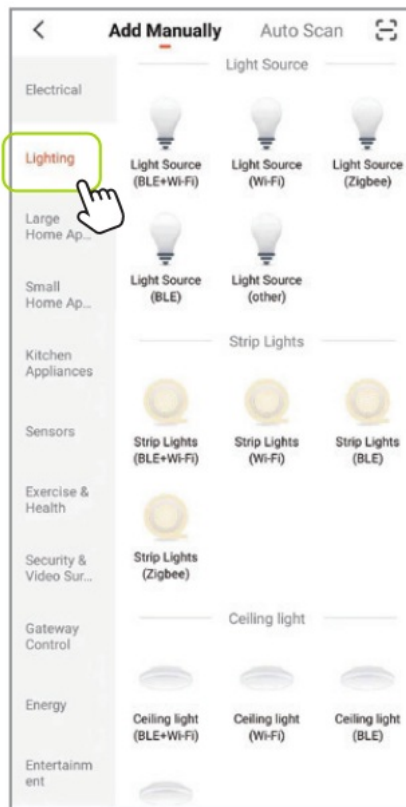 Add Manually
Auto Scan
Electrical
Lighting
Large
Home Ap...
Small
Home Ap...
Kitchen
Appliances
Sensors
Exercise &
Health
Security &
Video Sur...
Gateway
Control
Energy
Entertainm
ent
Light Source
Light Source Light Source Light Source
(BLE+Wi-Fi) (Wi-Fi) (Zigbee)
Light Source Light Source
(BLE) (other)
Strip Lights
Strip Lights Strip Lights Strip Lights
(BLE+Wi-Fi) (Wi-Fi) (BLE)
Strip Lights
(Zigbee)
Ceiling light
Ceiling light Ceiling light Ceiling light
(BLE+Wi-Fi) (Wi-Fi) (BLE)